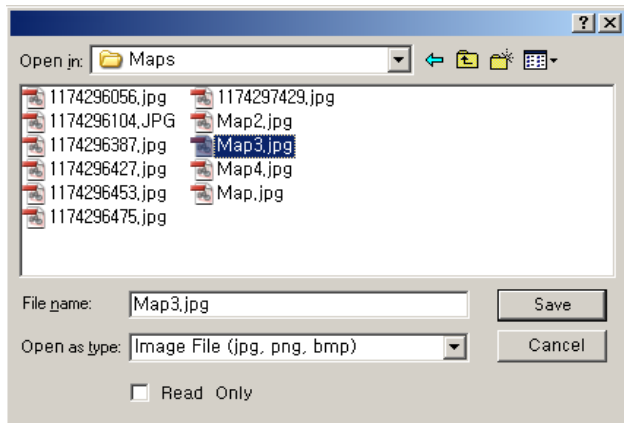 Open in: Maps
1174296056.jpg
1174296104.JPG
1174296387.jpg
1174296427.jpg
1174296453.jpg
1174296475.jpg
1174297429.jpg
Map2.jpg
Map3.jpg
Map4.jpg
Map.jpg
File name: Map3.jpg Save
Open as type: Image File (jpg, png, bmp) Cancel
Read Only